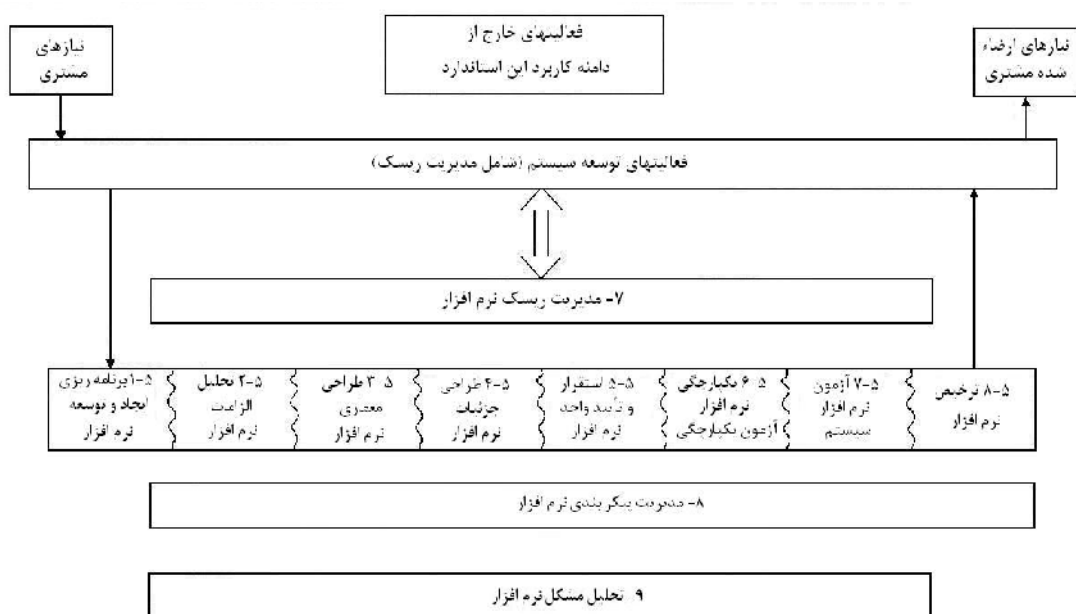 نیازهای
مشتری
فعالیتهای خارج از
دامنه کاربرد این استاندارد
نیازهای ارضاء
شده مشتری
فعالیتهای توسعه سیستم (شامل مدیریت ریسک)
۷- مدیریت ریسک نرم افزار
۵-۱برنامه ریزی
ایجاد و توسعه
نرم افزار
۵-۲ تحلیل
الزامات
نرم افزار
۵-۳ طراحی
معماری
نرم افزار
۵-۴ طراحی
جزئیات
نرم افزار
۵-۵ استقرار
و تأیید واحد
نرم افزار
۵-۶ یکپارچگی
نرم افزار
آزمون یکپارچگی
۵-۷ آزمون
نرم افزار
سیستم
۵-۸ ترخیص
نرم افزار
۸- مدیریت پیکر بندی نرم افزار
۹ تحلیل مشکل نرم افزار